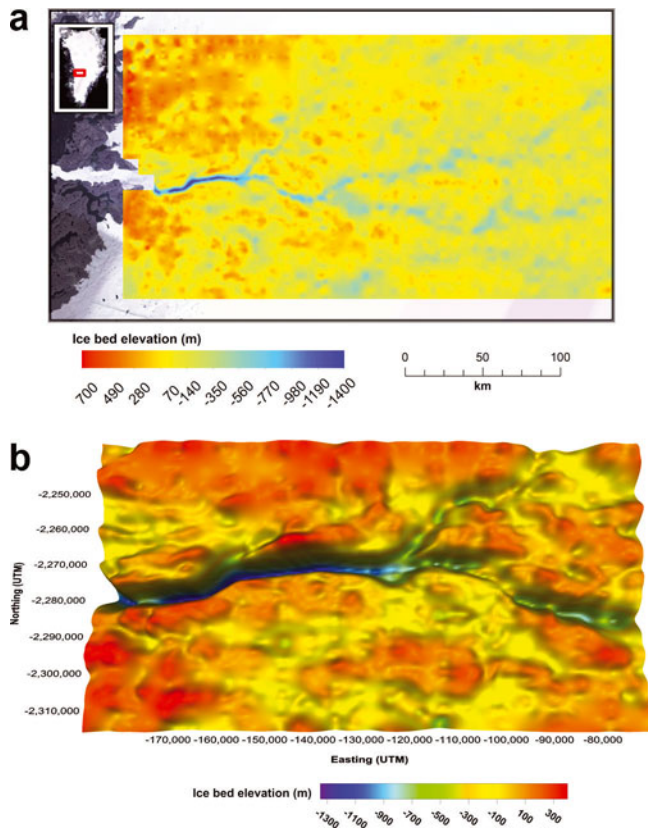 a
Ice bed elevation (m)
700 490 280 70 -140 -350 -560 -770 -980 -1190 -1400
0 50 100
km
b
-2,250,000
-2,260,000
-2,270,000
-2,280,000
-2,290,000
-2,300,000
-2,310,000
Northing (UTM)
-170,000 -160,000 -150,000 -140,000 -130,000 -120,000 -110,000 -100,000 -90,000 -80,000
Easting (UTM)
Ice bed elevation (m)
-1300 -1100 -900 -700 -500 -300 -100 100 300